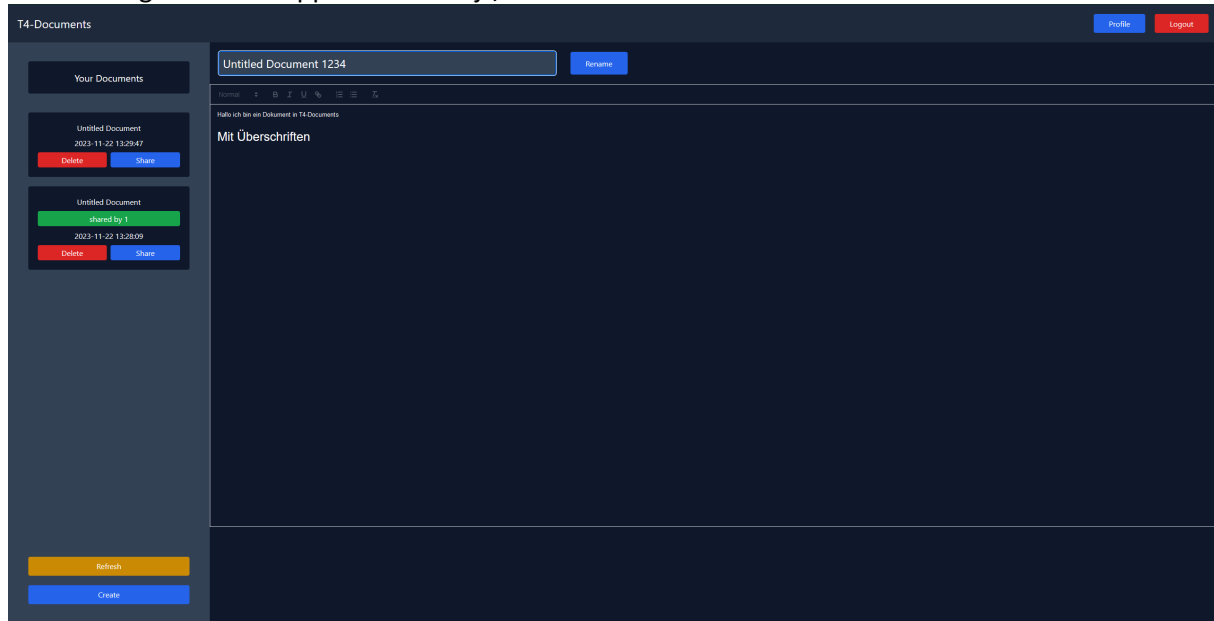 T4-Documents
Profile
Logout
Your Documents
Untitled Document
2023-11-22 13:29:47
Delete
Share
Untitled Document
shared by 1
2023-11-22 13:28:09
Delete
Share
Refresh
Create
Untitled Document 1234
Rename
Normal
B I U
Hallo ich bin ein Dokument in T4-Documents
Mit Überschriften